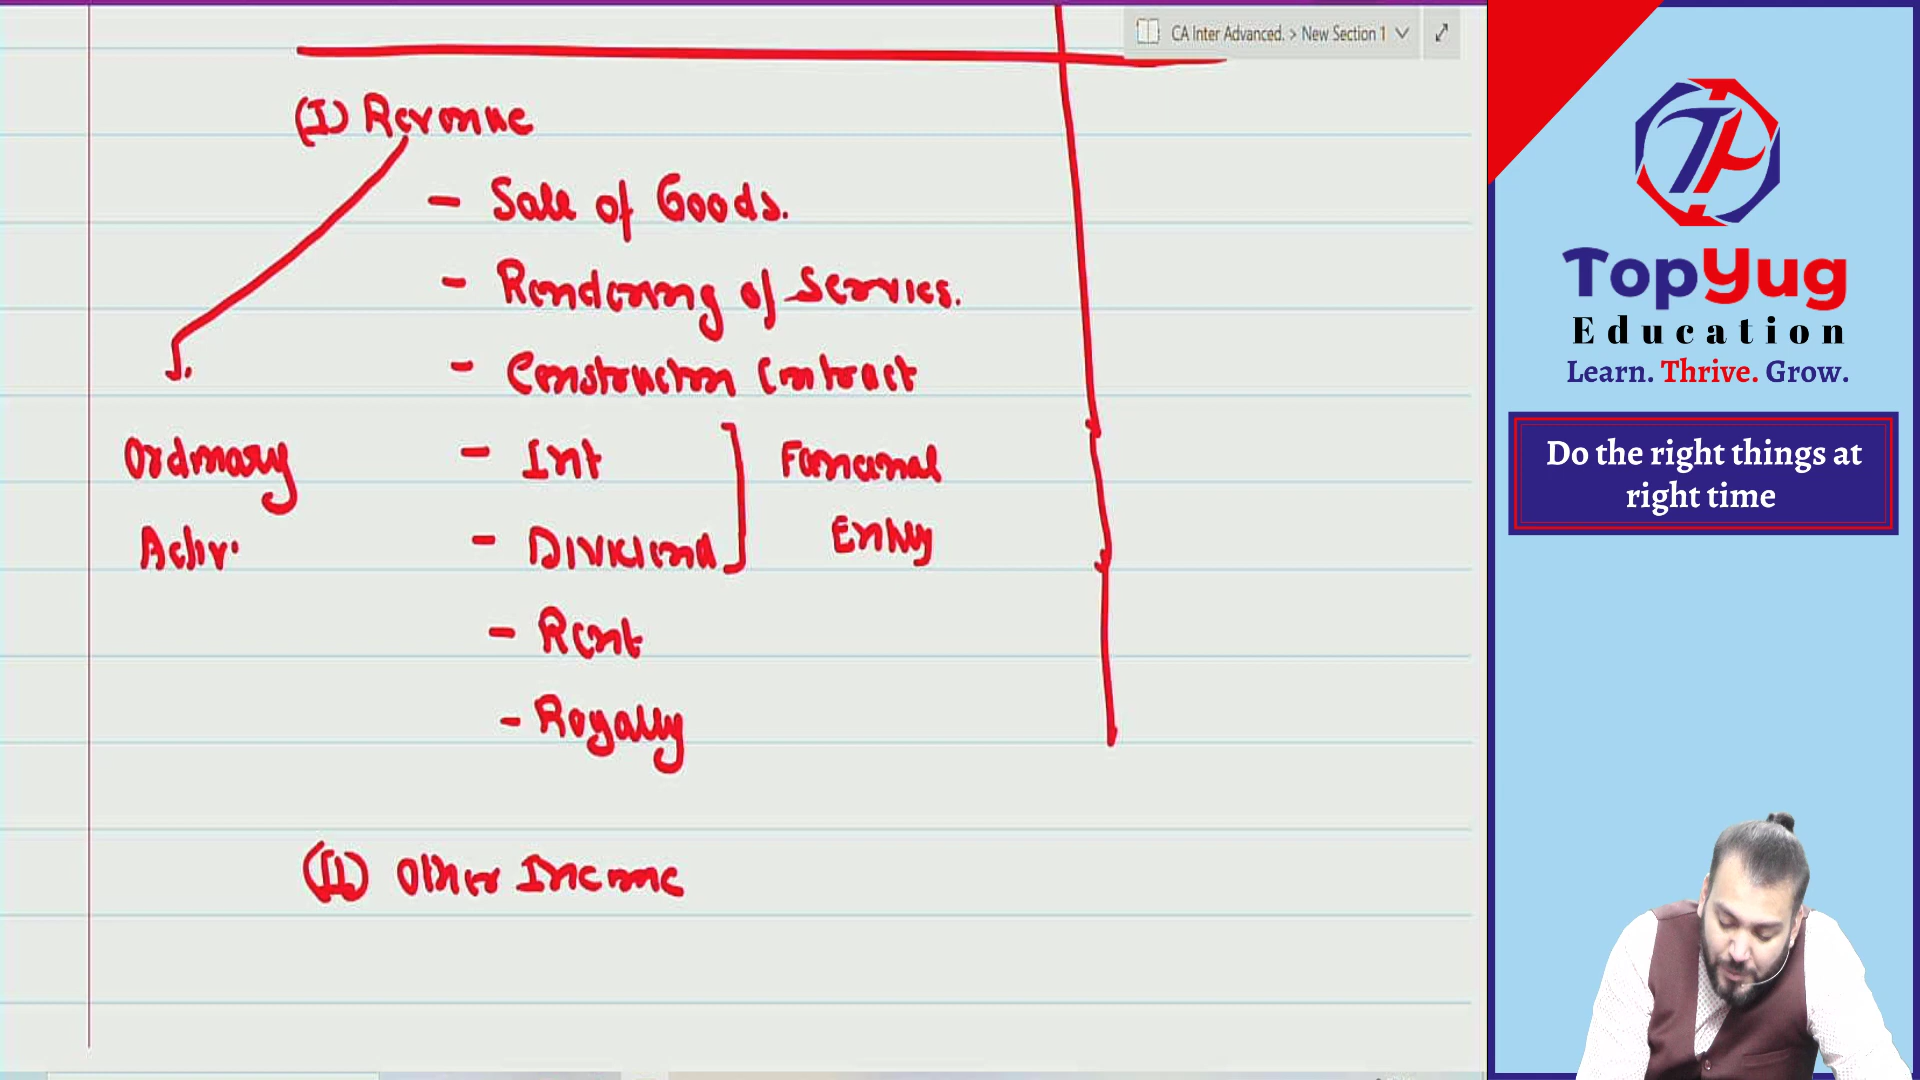 CA Inter Advanced. > New Section 1
(I) Revenue
- Sale of Goods.
- Rendering of Services.
- Construction Contract
Ordinary
Activ.
- Int
- Dividend
Financial
Entity
- Rent
- Royalty
(II) Other Income
TopYug
Education
Learn. Thrive. Grow.
Do the right things at
right time